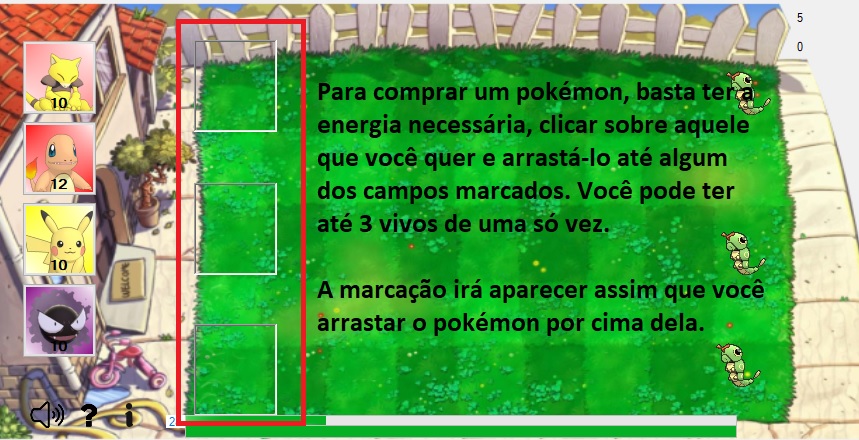 5
0
10
12
10
10
WELCOME
2
Para comprar um pokémon, basta ter a
energia necessária, clicar sobre aquele
que você quer e arrastá-lo até algum
dos campos marcados. Você pode ter
até 3 vivos de uma só vez.
A marcação irá aparecer assim que você
arrastar o pokémon por cima dela.
? i